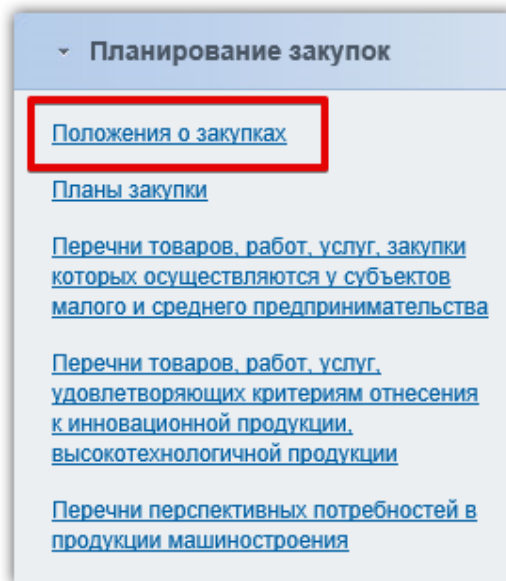 Планирование закупок
Положения о закупках
Планы закупки
Перечни товаров, работ, услуг, закупки
которых осуществляются у субъектов
малого и среднего предпринимательства
Перечни товаров, работ, услуг,
удовлетворяющих критериям отнесения
к инновационной продукции,
высокотехнологичной продукции
Перечни перспективных потребностей в
продукции машиностроения